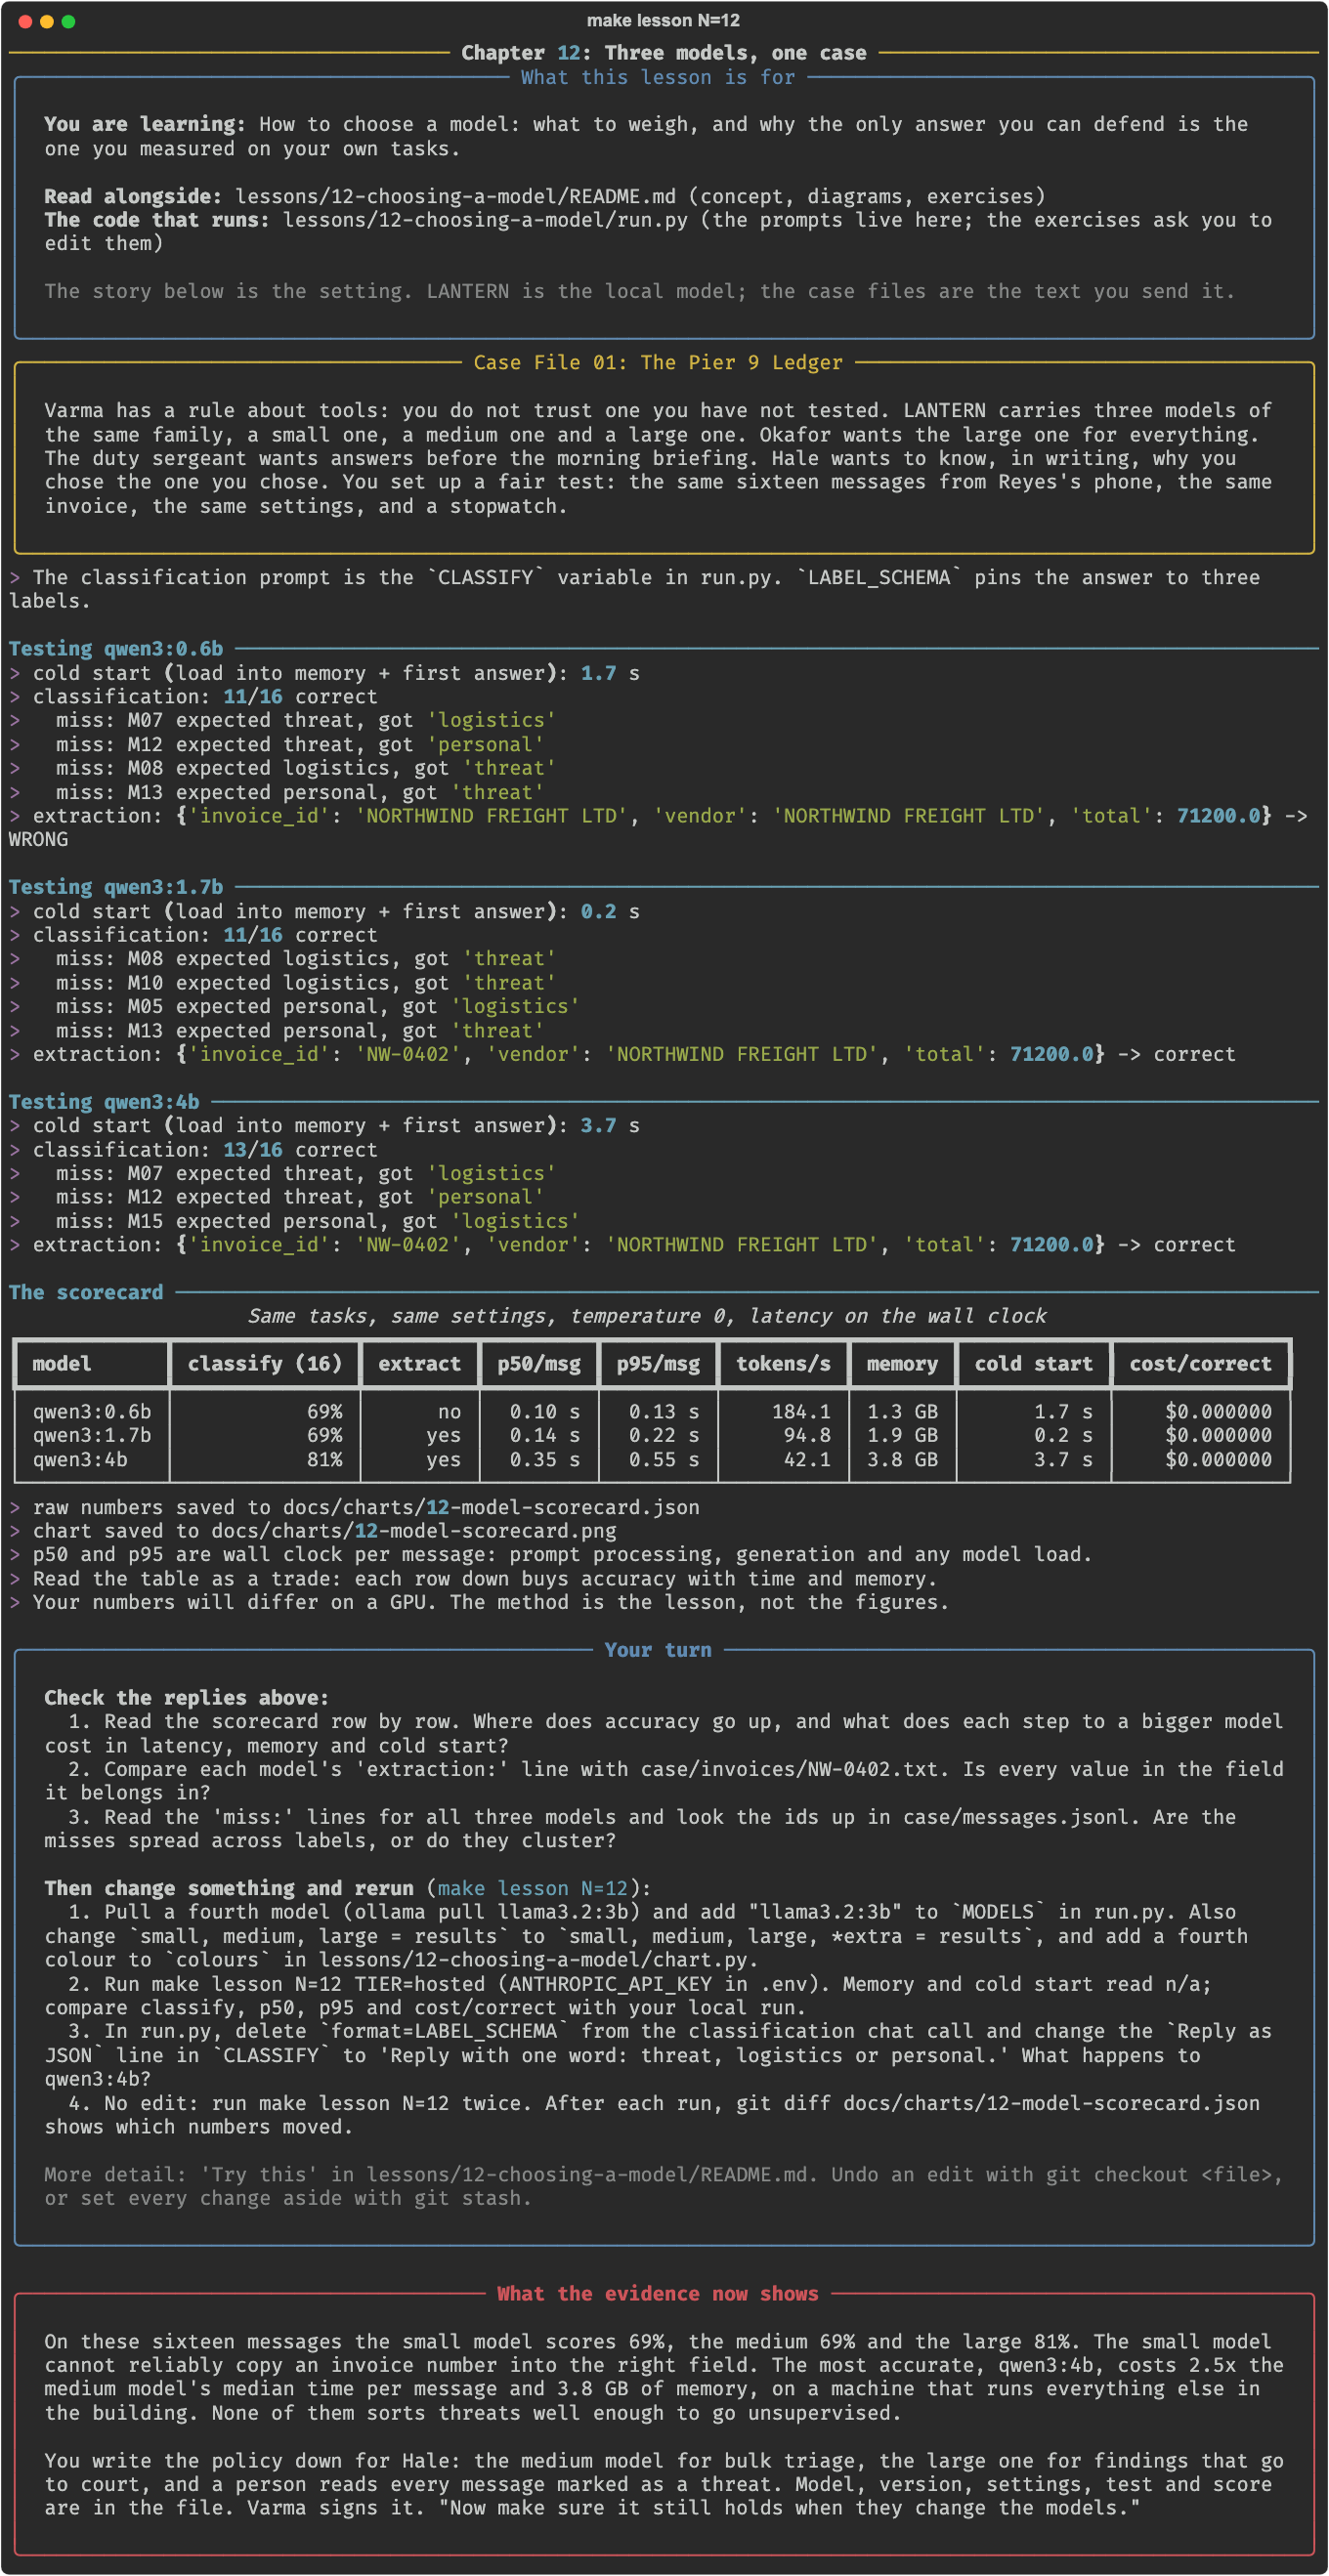 make lesson N=12
Chapter 12: Three models, one case
What this lesson is for
You are learning: How to choose a model: what to weigh, and why the only answer you can defend is the
one you measured on your own tasks.
Read alongside: lessons/12-choosing-a-model/README.md (concept, diagrams, exercises)
The code that runs: lessons/12-choosing-a-model/run.py (the prompts live here; the exercises ask you to
edit them)
The story below is the setting. LANTERN is the local model; the case files are the text you send it.
Case File 01: The Pier 9 Ledger
Varma has a rule about tools: you do not trust one you have not tested. LANTERN carries three models of
the same family, a small one, a medium one and a large one. Okafor wants the large one for everything.
The duty sergeant wants answers before the morning briefing. Hale wants to know, in writing, why you
chose the one you chose. You set up a fair test: the same sixteen messages from Reyes's phone, the same
invoice, the same settings, and a stopwatch.
> The classification prompt is the `CLASSIFY` variable in run.py. `LABEL_SCHEMA` pins the answer to three
labels.
Testing qwen3:0.6b
> cold start (load into memory + first answer): 1.7 s
> classification: 11/16 correct
>   miss: M07 expected threat, got 'logistics'
>   miss: M12 expected threat, got 'personal'
>   miss: M08 expected logistics, got 'threat'
>   miss: M13 expected personal, got 'threat'
> extraction: {'invoice_id': 'NORTHWIND FREIGHT LTD', 'vendor': 'NORTHWIND FREIGHT LTD', 'total': 71200.0} ->
WRONG
Testing qwen3:1.7b
> cold start (load into memory + first answer): 0.2 s
> classification: 11/16 correct
>   miss: M08 expected logistics, got 'threat'
>   miss: M10 expected logistics, got 'threat'
>   miss: M05 expected personal, got 'logistics'
>   miss: M13 expected personal, got 'threat'
> extraction: {'invoice_id': 'NW-0402', 'vendor': 'NORTHWIND FREIGHT LTD', 'total': 71200.0} -> correct
Testing qwen3:4b
> cold start (load into memory + first answer): 3.7 s
> classification: 13/16 correct
>   miss: M07 expected threat, got 'logistics'
>   miss: M12 expected threat, got 'personal'
>   miss: M15 expected personal, got 'logistics'
> extraction: {'invoice_id': 'NW-0402', 'vendor': 'NORTHWIND FREIGHT LTD', 'total': 71200.0} -> correct
The scorecard
Same tasks, same settings, temperature 0, latency on the wall clock
model classify (16) extract p50/msg p95/msg tokens/s memory cold start cost/correct
qwen3:0.6b 69% no 0.10 s 0.13 s 184.1 1.3 GB 1.7 s $0.000000
qwen3:1.7b 69% yes 0.14 s 0.22 s 94.8 1.9 GB 0.2 s $0.000000
qwen3:4b 81% yes 0.35 s 0.55 s 42.1 3.8 GB 3.7 s $0.000000
> raw numbers saved to docs/charts/12-model-scorecard.json
> chart saved to docs/charts/12-model-scorecard.png
> p50 and p95 are wall clock per message: prompt processing, generation and any model load.
> Read the table as a trade: each row down buys accuracy with time and memory.
> Your numbers will differ on a GPU. The method is the lesson, not the figures.
Your turn
Check the replies above:
1. Read the scorecard row by row. Where does accuracy go up, and what does each step to a bigger model
cost in latency, memory and cold start?
2. Compare each model's 'extraction:' line with case/invoices/NW-0402.txt. Is every value in the field
it belongs in?
3. Read the 'miss:' lines for all three models and look the ids up in case/messages.jsonl. Are the
misses spread across labels, or do they cluster?
Then change something and rerun (make lesson N=12):
1. Pull a fourth model (ollama pull llama3.2:3b) and add "llama3.2:3b" to `MODELS` in run.py. Also
change `small, medium, large = results` to `small, medium, large, *extra = results`, and add a fourth
colour to `colours` in lessons/12-choosing-a-model/chart.py.
2. Run make lesson N=12 TIER=hosted (ANTHROPIC_API_KEY in .env). Memory and cold start read n/a;
compare classify, p50, p95 and cost/correct with your local run.
3. In run.py, delete `format=LABEL_SCHEMA` from the classification chat call and change the `Reply as
JSON` line in `CLASSIFY` to 'Reply with one word: threat, logistics or personal.' What happens to
qwen3:4b?
4. No edit: run make lesson N=12 twice. After each run, git diff docs/charts/12-model-scorecard.json
shows which numbers moved.
More detail: 'Try this' in lessons/12-choosing-a-model/README.md. Undo an edit with git checkout <file>,
or set every change aside with git stash.
What the evidence now shows
On these sixteen messages the small model scores 69%, the medium 69% and the large 81%. The small model
cannot reliably copy an invoice number into the right field. The most accurate, qwen3:4b, costs 2.5x the
medium model's median time per message and 3.8 GB of memory, on a machine that runs everything else in
the building. None of them sorts threats well enough to go unsupervised.
You write the policy down for Hale: the medium model for bulk triage, the large one for findings that go
to court, and a person reads every message marked as a threat. Model, version, settings, test and score
are in the file. Varma signs it. "Now make sure it still holds when they change the models."